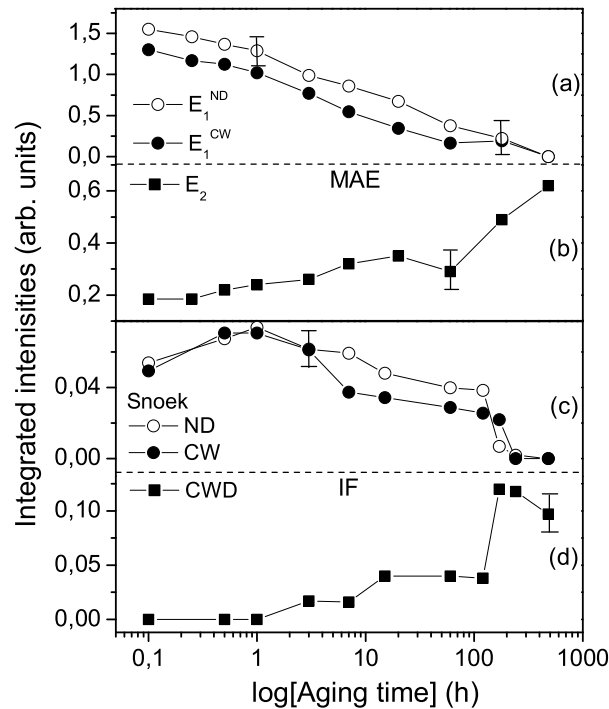 Integrated intenisities (arb. units)
1,5
1,0
0,5
0,0
E₁ᴺᴰ
E₁ᶜᵂ
(a)
MAE
0,6
0,4
0,2
E₂
(b)
0,04
0,00
Snoek
ND
CW
(c)
IF
0,10
0,05
0,00
CWD
(d)
0,1 1 10 100 1000
log[Aging time] (h)